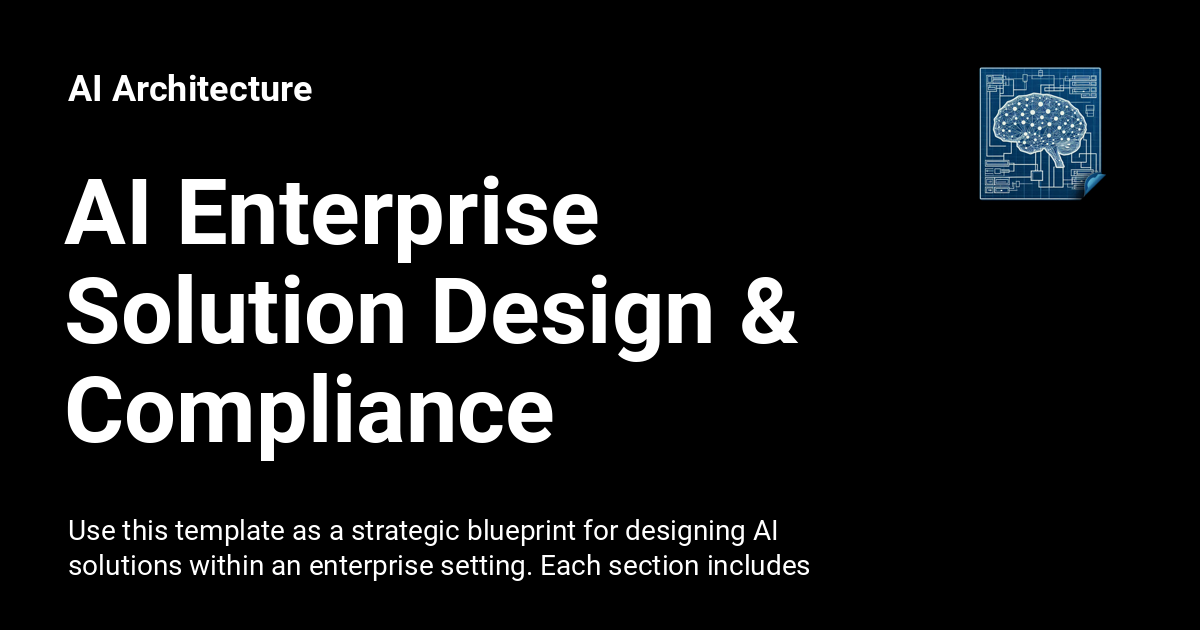 AI Architecture
AI Enterprise
Solution Design &
Compliance
Use this template as a strategic blueprint for designing AI
solutions within an enterprise setting. Each section includes